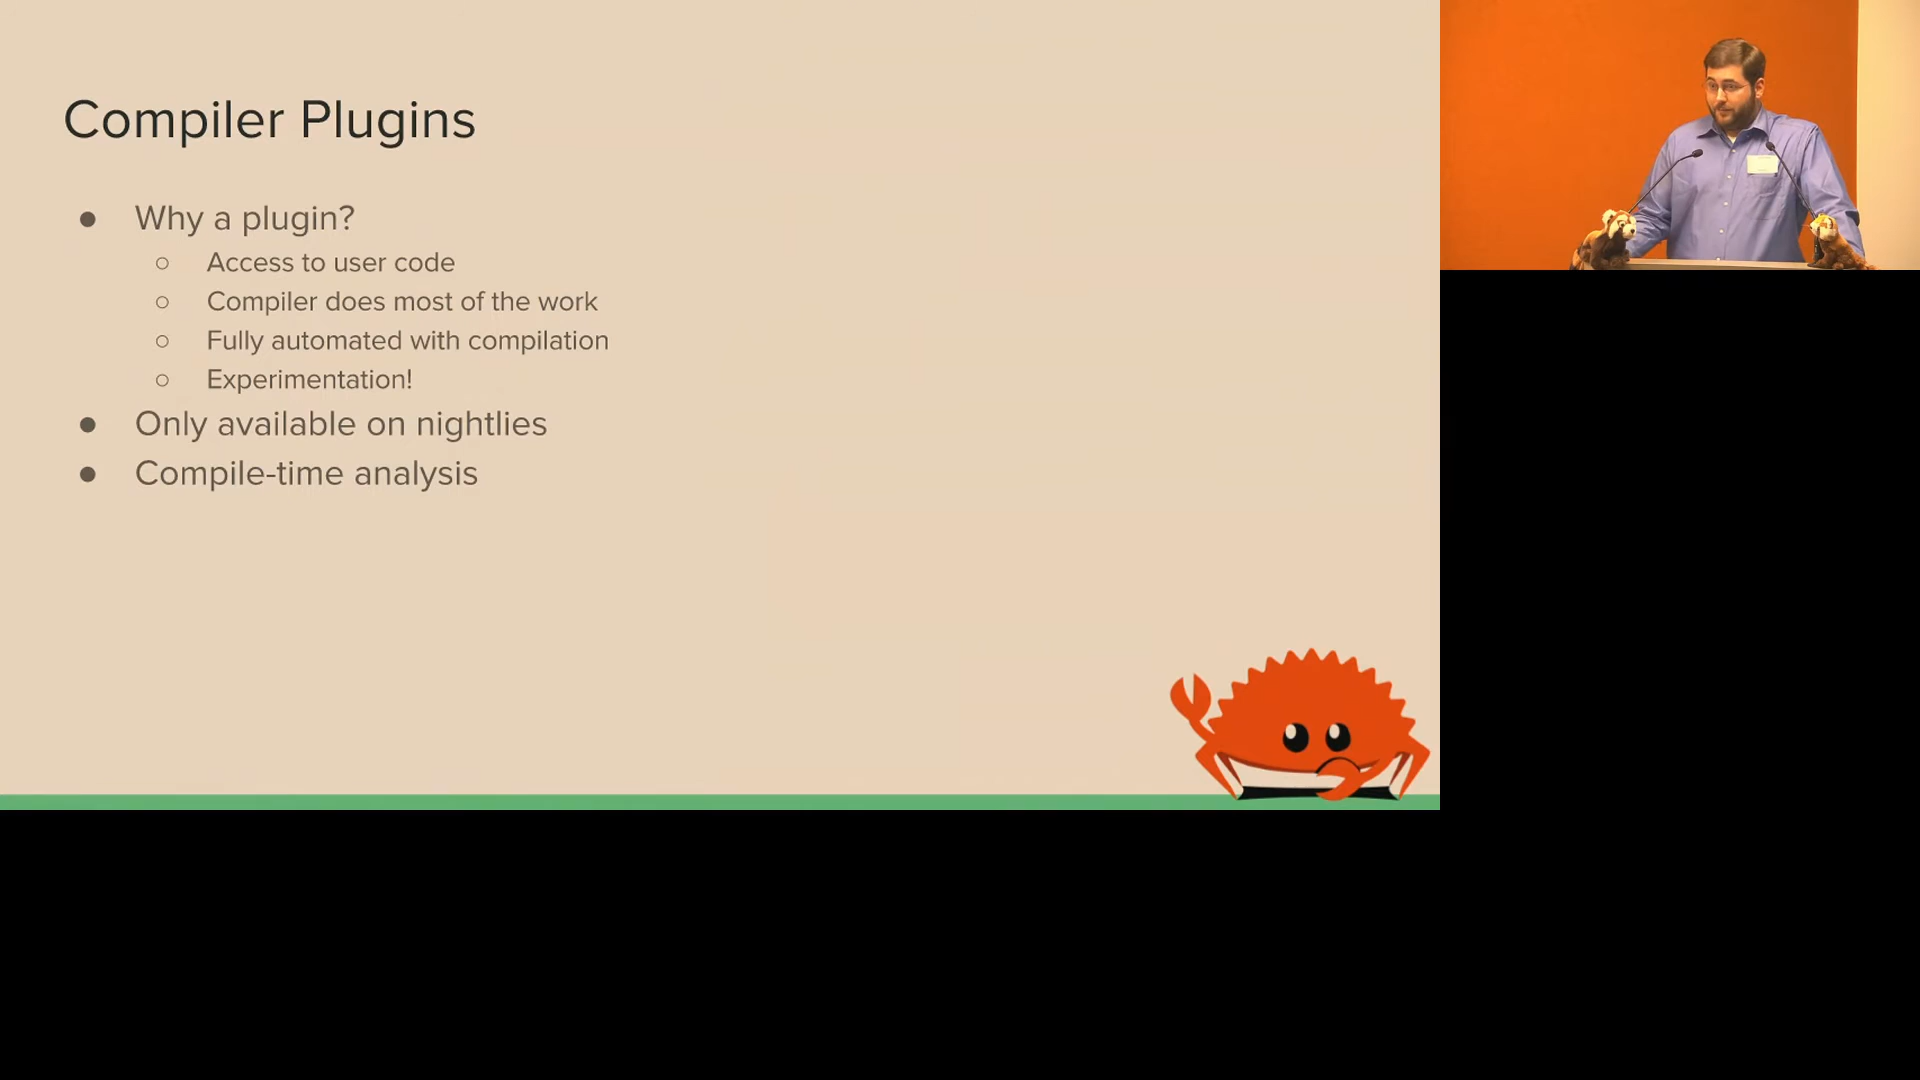 Compiler Plugins
● Why a plugin?
○ Access to user code
○ Compiler does most of the work
○ Fully automated with compilation
○ Experimentation!
● Only available on nightlies
● Compile-time analysis